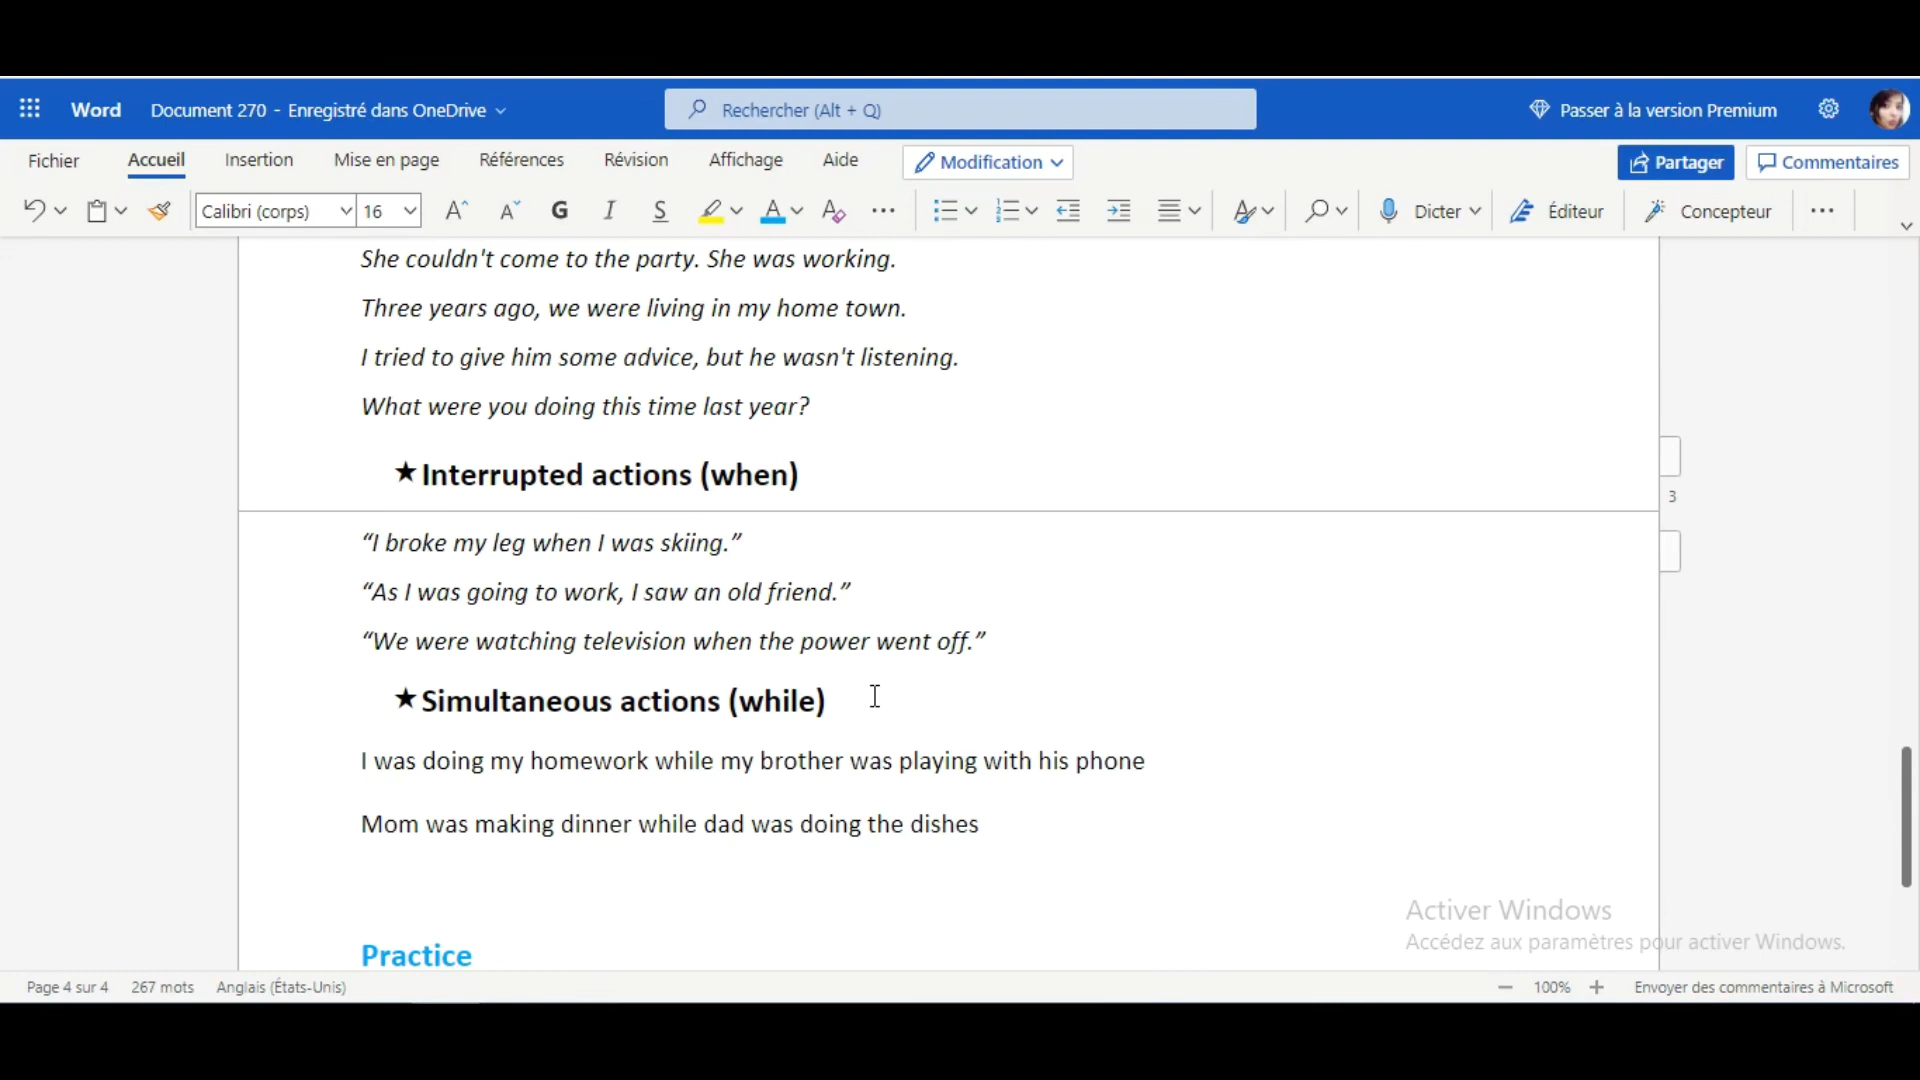 Word Document 270 - Enregistré dans OneDrive Rechercher (Alt + Q) Passer à la version Premium
Fichier Accueil Insertion Mise en page Références Révision Affichage Aide Modification Partager Commentaires
Calibri (corps) 16 G I S Dicter Éditeur Concepteur
She couldn't come to the party. She was working.
Three years ago, we were living in my home town.
I tried to give him some advice, but he wasn't listening.
What were you doing this time last year?
★Interrupted actions (when)
3
“I broke my leg when I was skiing.”
“As I was going to work, I saw an old friend.”
“We were watching television when the power went off.”
★Simultaneous actions (while)
I was doing my homework while my brother was playing with his phone
Mom was making dinner while dad was doing the dishes
Activer Windows
Accédez aux paramètres pour activer Windows.
Practice
Page 4 sur 4 267 mots Anglais (États-Unis) 100% Envoyer des commentaires à Microsoft